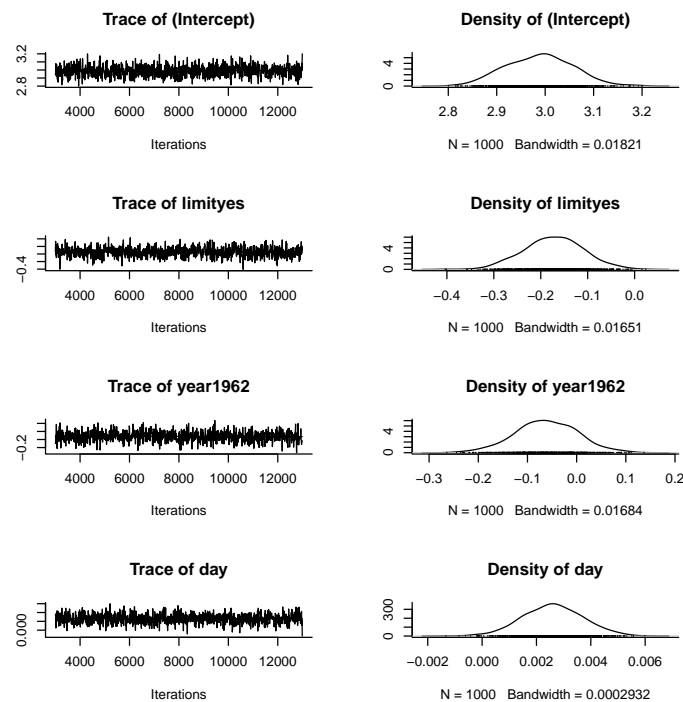 Trace of (Intercept)
2.8 3.2
4000 6000 8000 10000 12000
Iterations
Density of (Intercept)
0 4
2.8 2.9 3.0 3.1 3.2
N = 1000 Bandwidth = 0.01821
Trace of limityes
−0.4
4000 6000 8000 10000 12000
Iterations
Density of limityes
0 4
−0.4 −0.3 −0.2 −0.1 0.0
N = 1000 Bandwidth = 0.01651
Trace of year1962
−0.2
4000 6000 8000 10000 12000
Iterations
Density of year1962
0 4
−0.3 −0.2 −0.1 0.0 0.1 0.2
N = 1000 Bandwidth = 0.01684
Trace of day
0.000
4000 6000 8000 10000 12000
Iterations
Density of day
0 300
−0.002 0.000 0.002 0.004 0.006
N = 1000 Bandwidth = 0.0002932